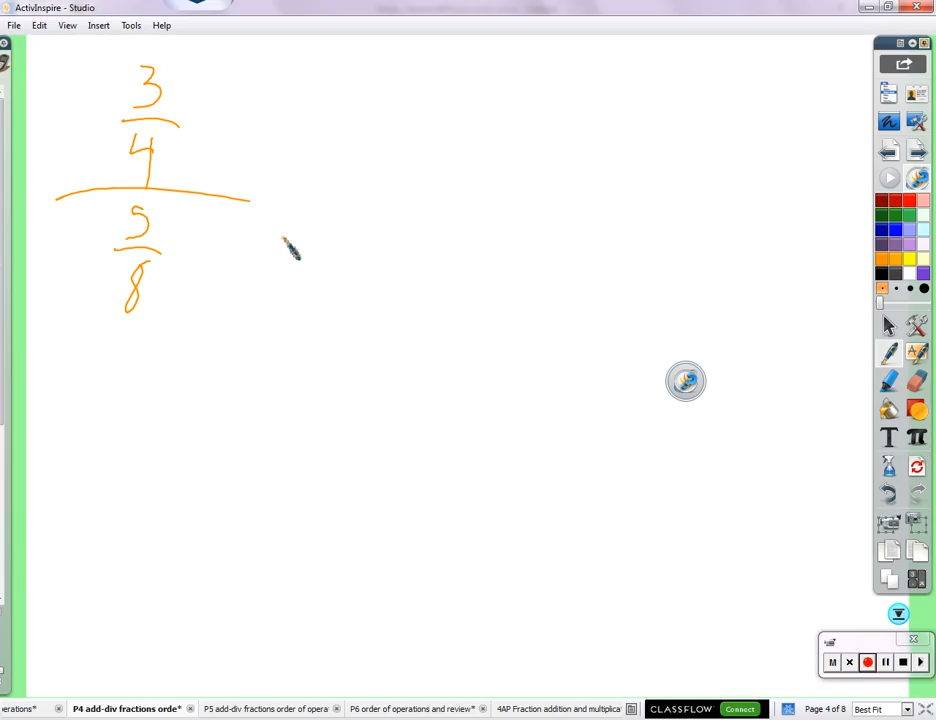 ActivInspire - Studio
File Edit View Insert Tools Help
3
4
5
8
M
perations* P4 add-div fractions orde* P5 add-div fractions order of opera P6 order of operations and review* 4AP Fraction addition and multiplica CLASSFLOW Connect Page 4 of 8 Best Fit